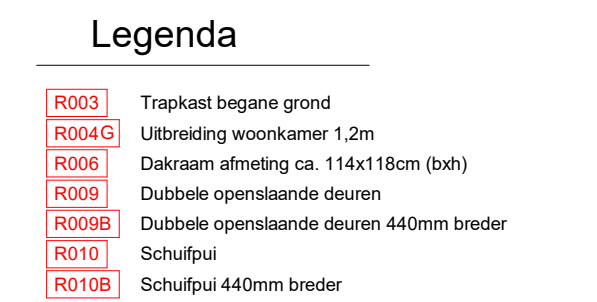 Legenda
R003 Trapkast begane grond
R004G Uitbreiding woonkamer 1,2m
R006 Dakraam afmeting ca. 114x118cm (bxh)
R009 Dubbele openslaande deuren
R009B Dubbele openslaande deuren 440mm breder
R010 Schuifpui
R010B Schuifpui 440mm breder